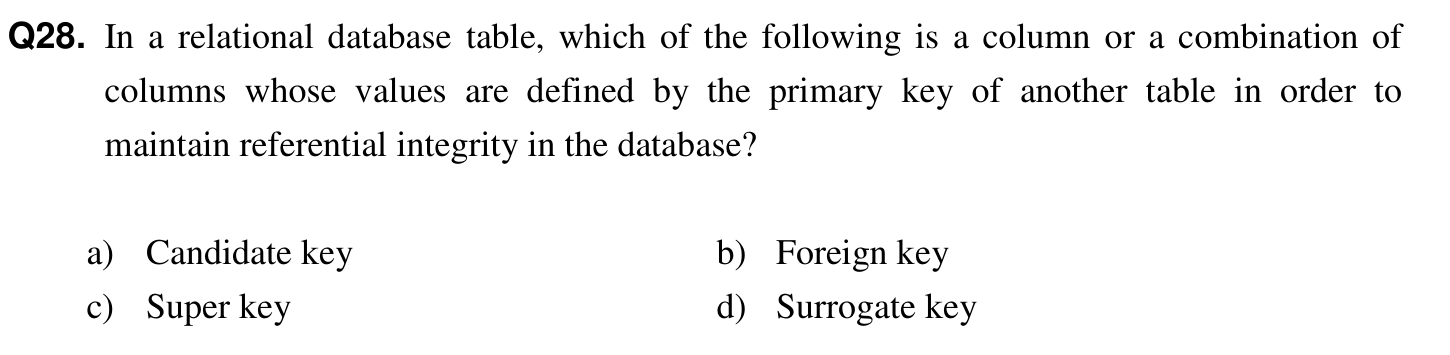 Q28. In a relational database table, which of the following is a column or a combination of
columns whose values are defined by the primary key of another table in order to
maintain referential integrity in the database?
a) Candidate key b) Foreign key
c) Super key d) Surrogate key